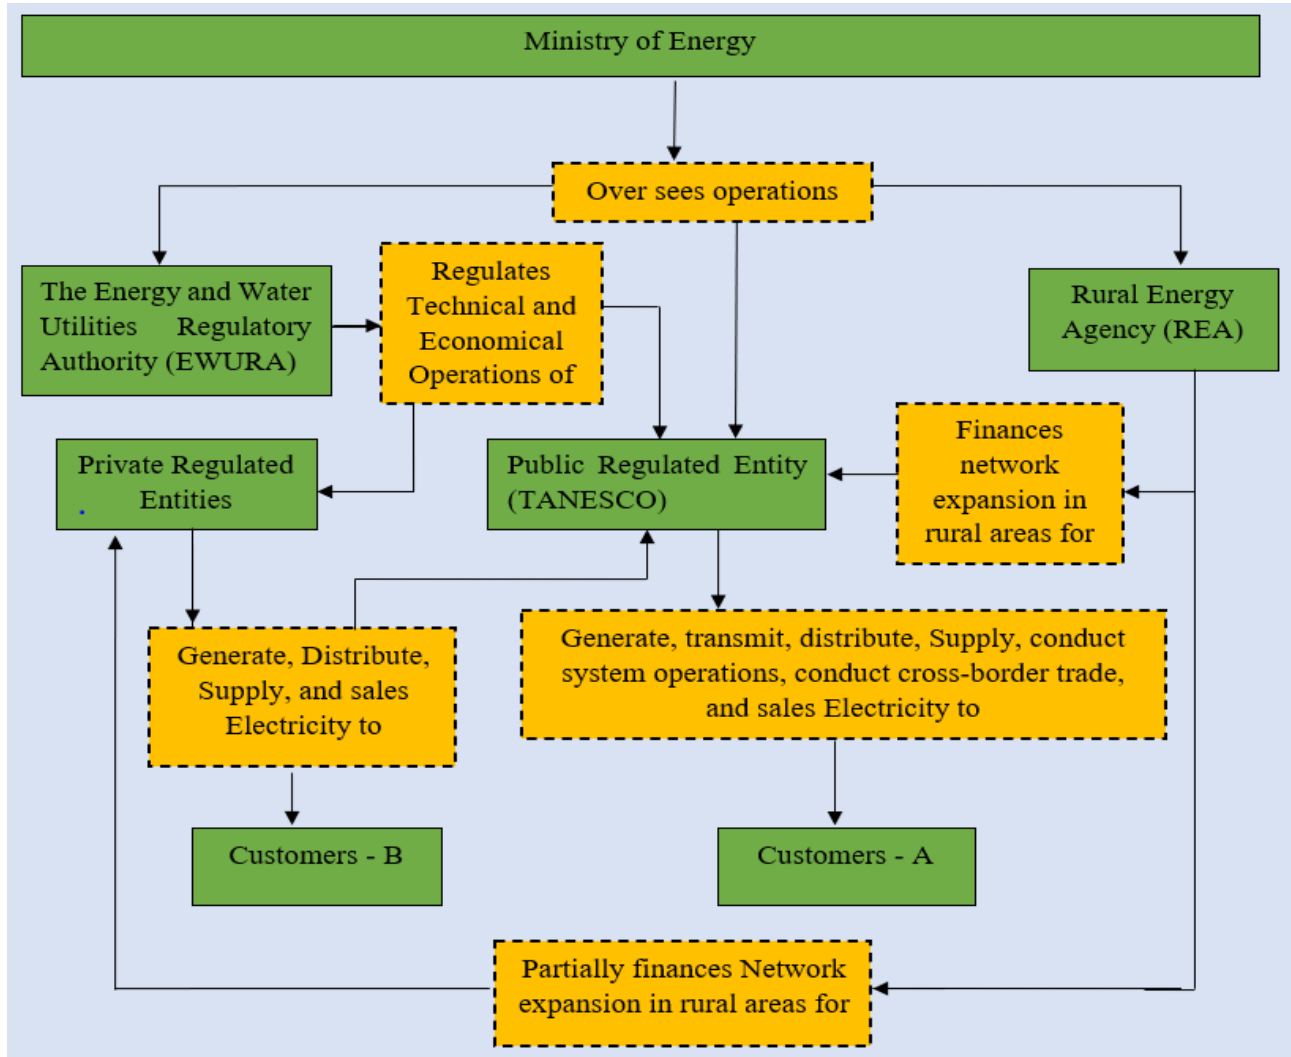 Ministry of Energy
Over sees operations
The Energy and Water
Utilities Regulatory
Authority (EWURA)
Regulates
Technical and
Economical
Operations of
Rural Energy
Agency (REA)
Private Regulated
Entities
Public Regulated Entity
(TANESCO)
Finances
network
expansion in
rural areas for
Generate, Distribute,
Supply, and sales
Electricity to
Generate, transmit, distribute, Supply, conduct
system operations, conduct cross-border trade,
and sales Electricity to
Customers - B
Customers - A
Partially finances Network
expansion in rural areas for